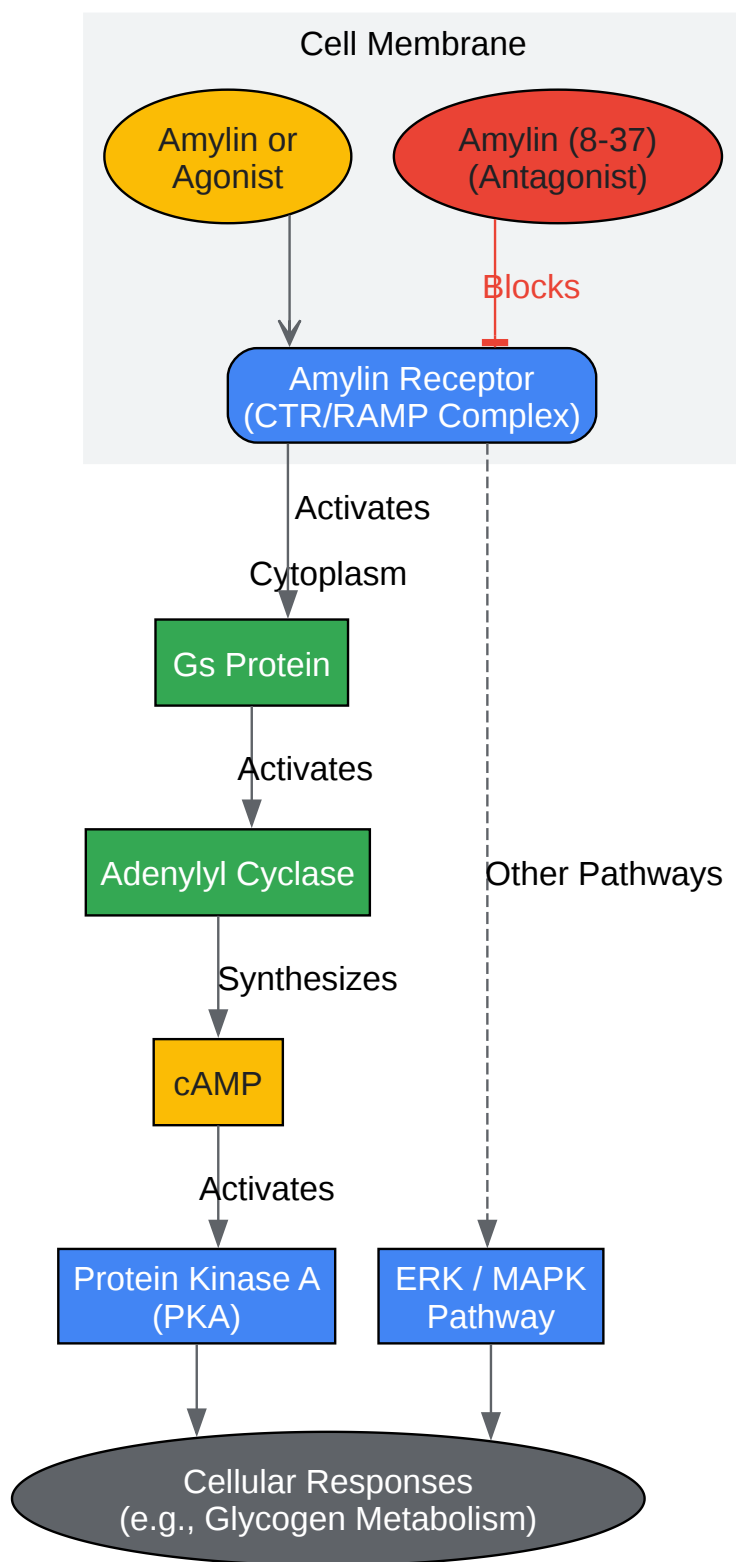 Cell Membrane
Amylin or
Agonist
Amylin (8-37)
(Antagonist)
Blocks
Amylin Receptor
(CTR/RAMP Complex)
Activates
Cytoplasm
Gs Protein
Activates
Adenylyl Cyclase
Other Pathways
Synthesizes
cAMP
Activates
Protein Kinase A
(PKA)
ERK / MAPK
Pathway
Cellular Responses
(e.g., Glycogen Metabolism)